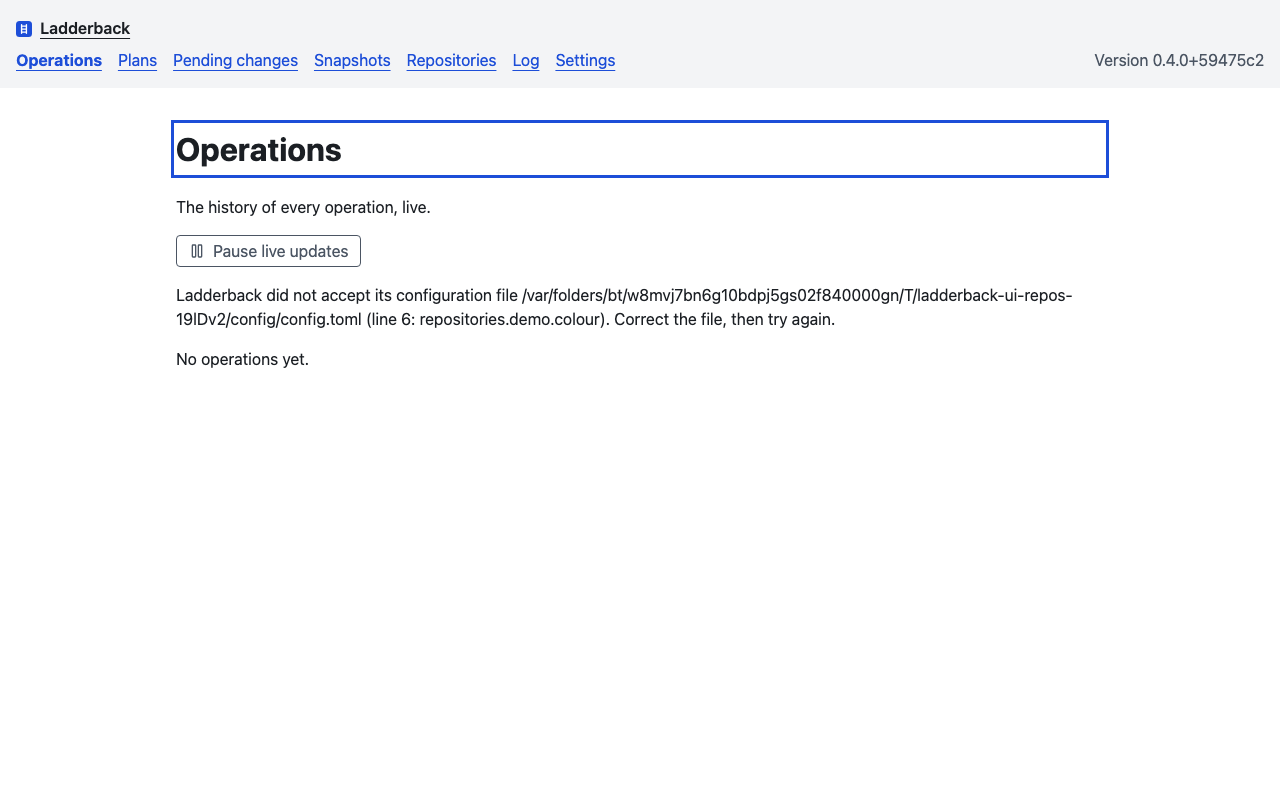 Ladderback
Operations Plans Pending changes Snapshots Repositories Log Settings Version 0.4.0+59475c2
Operations
The history of every operation, live.
Pause live updates
Ladderback did not accept its configuration file /var/folders/bt/w8mvj7bn6g10bdpj5gs02f840000gn/T/ladderback-ui-repos-
19lDv2/config/config.toml (line 6: repositories.demo.colour). Correct the file, then try again.
No operations yet.